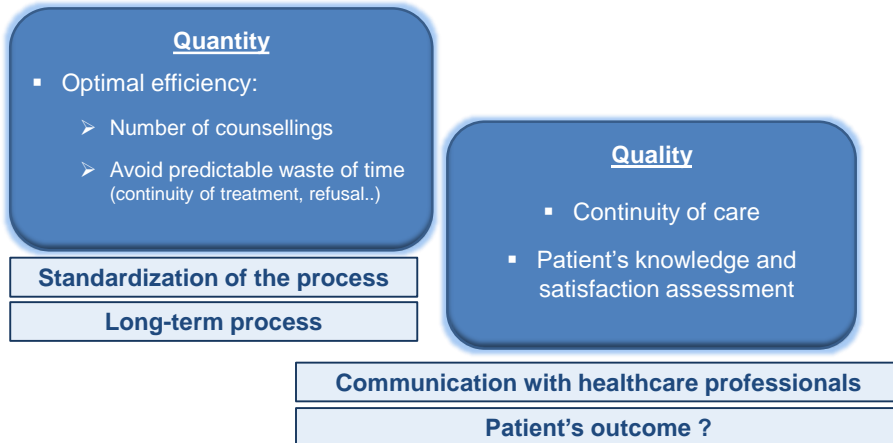 Quantity
▪ Optimal efficiency:
➢ Number of counsellings
➢ Avoid predictable waste of time
(continuity of treatment, refusal..)
Standardization of the process
Long-term process
Quality
▪ Continuity of care
▪ Patient’s knowledge and
satisfaction assessment
Communication with healthcare professionals
Patient’s outcome ?